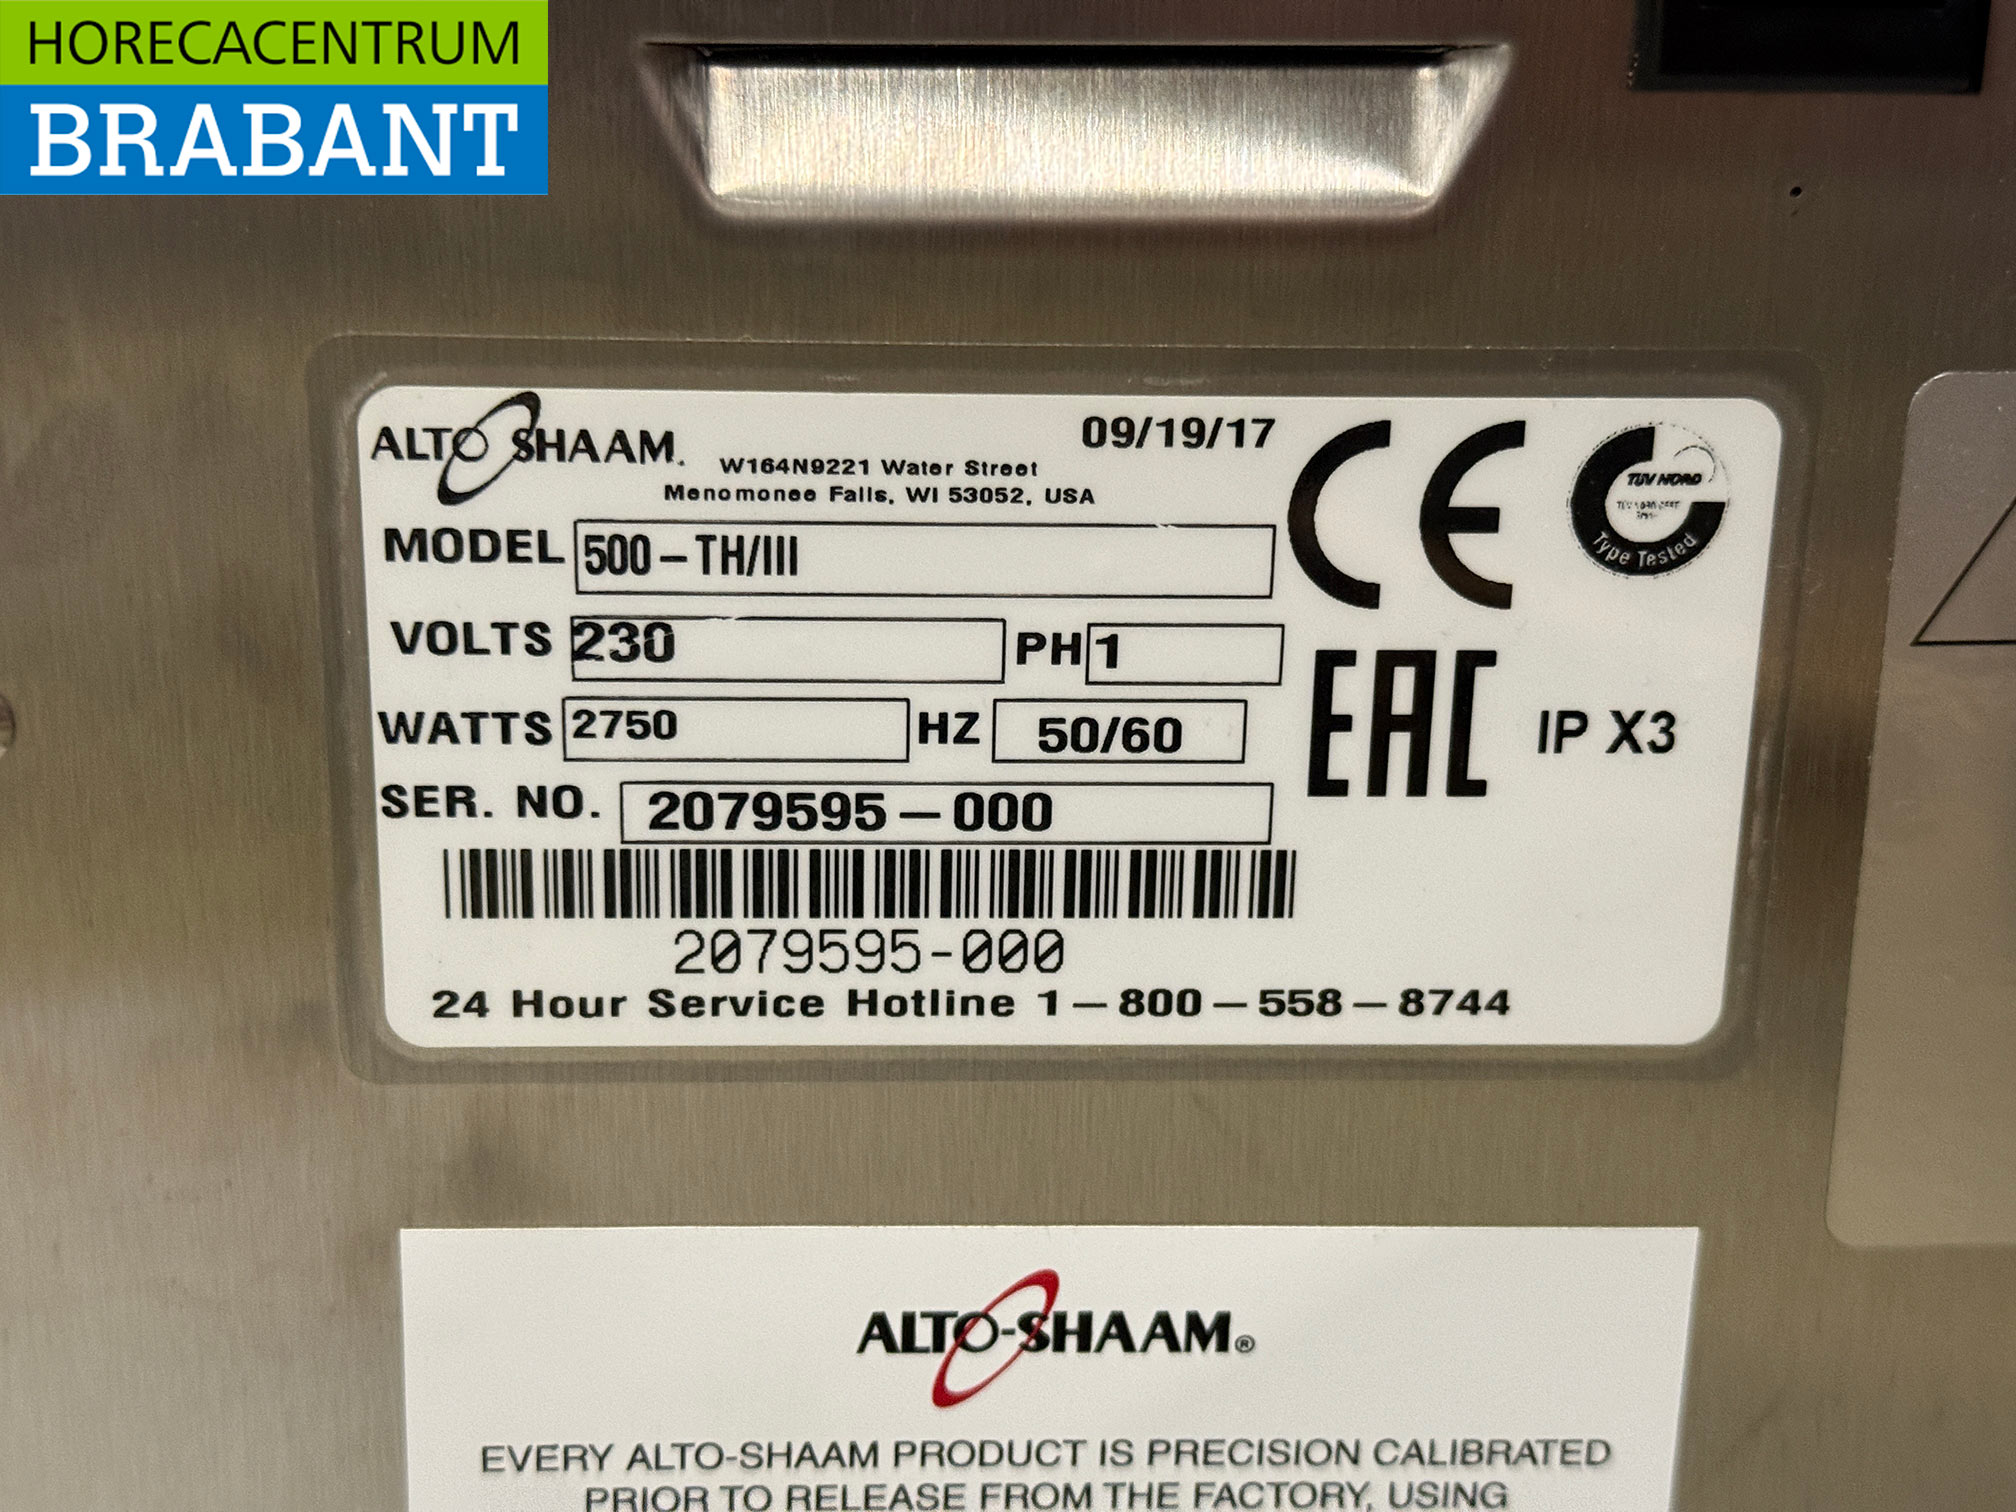 HORECACENTRUM
BRABANT
ALTO SHAAM.
W164N9221 Water Street
Menomonee Falls, WI 53052, USA
09/19/17
CE
TÜV NORD
Type Tested
MODEL 500-TH/III
VOLTS 230 PH 1
WATTS 2750 HZ 50/60
EAC
IP X3
SER. NO. 2079595-000
2079595-000
24 Hour Service Hotline 1-800-558-8744
ALTO-SHAAM®
EVERY ALTO-SHAAM PRODUCT IS PRECISION CALIBRATED
PRIOR TO RELEASE FROM THE FACTORY, USING